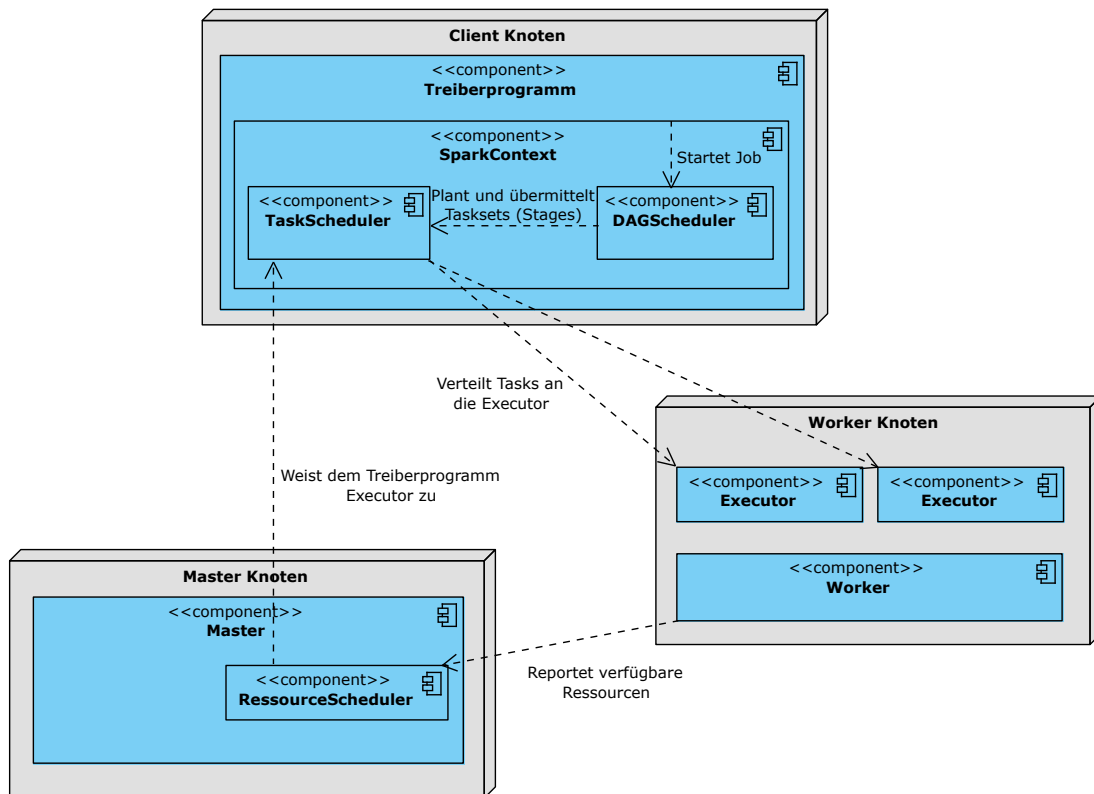 Client Knoten
<<component>>
Treiberprogramm
<<component>>
SparkContext
Startet Job
<<component>>
TaskScheduler
Plant und übermittelt
Tasksets (Stages)
<<component>>
DAGScheduler
Verteilt Tasks an
die Executor
Worker Knoten
<<component>>
Executor
<<component>>
Executor
<<component>>
Worker
Weist dem Treiberprogramm
Executor zu
Master Knoten
<<component>>
Master
<<component>>
RessourceScheduler
Reportet verfügbare
Ressourcen